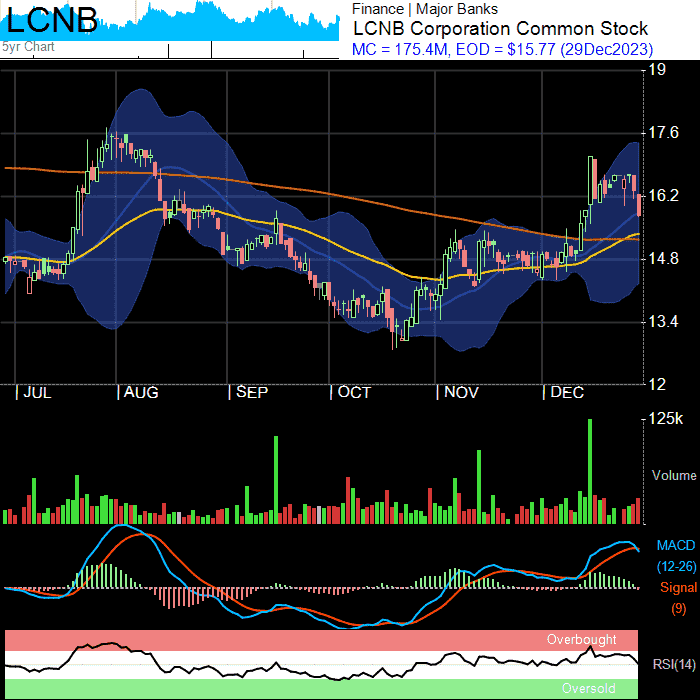 LCNB
5yr Chart
Finance | Major Banks
LCNB Corporation Common Stock
MC = 175.4M, EOD = $15.77 (29Dec2023)
19
17.6
16.2
14.8
13.4
12
JUL AUG SEP OCT NOV DEC
125k
Volume
MACD
(12-26)
Signal
(9)
Overbought
RSI(14)
Oversold